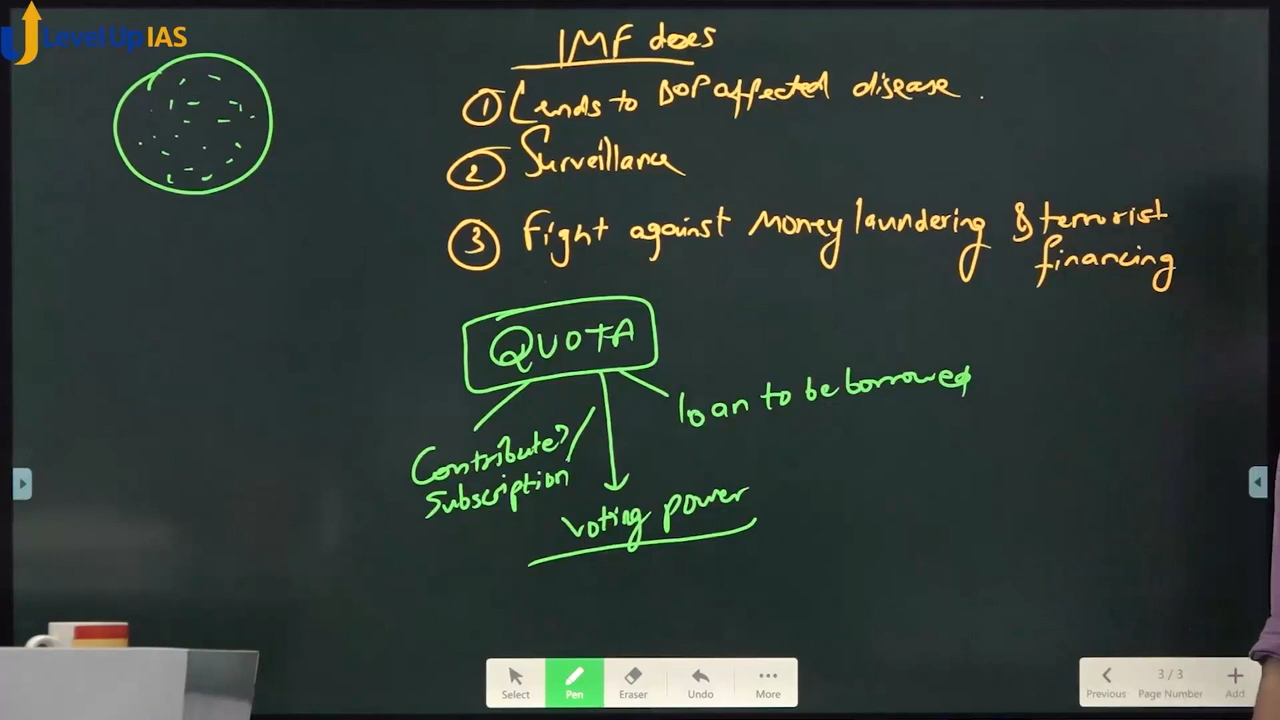 LevelUp IAS
IMF does
① Lends to BOP affected disease.
② Surveillance
③ Fight against Money laundering & terrorist
financing
QUOTA
loan to be borrowed
Contribute?
Subscription
Voting power
Select
Pen
Eraser
Undo
More
Previous
3 / 3
Page Number
Add